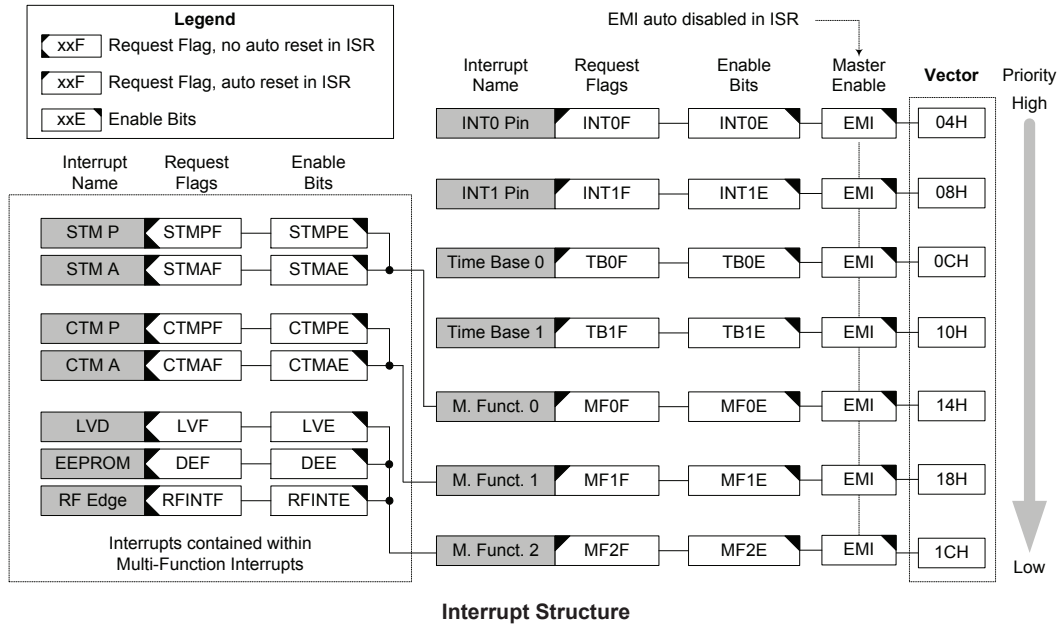 Legend
xxF Request Flag, no auto reset in ISR
xxF Request Flag, auto reset in ISR
xxE Enable Bits
EMI auto disabled in ISR
Interrupt Name Request Flags Enable Bits Master Enable Vector Priority
High
INT0 Pin INT0F INT0E EMI 04H
INT1 Pin INT1F INT1E EMI 08H
Time Base 0 TB0F TB0E EMI 0CH
Time Base 1 TB1F TB1E EMI 10H
M. Funct. 0 MF0F MF0E EMI 14H
M. Funct. 1 MF1F MF1E EMI 18H
M. Funct. 2 MF2F MF2E EMI 1CH
Low
Interrupt Name Request Flags Enable Bits
STM P STMPF STMPE
STM A STMAF STMAE
CTM P CTMPF CTMPE
CTM A CTMAF CTMAE
LVD LVF LVE
EEPROM DEF DEE
RF Edge RFINTF RFINTE
Interrupts contained within
Multi-Function Interrupts
Interrupt Structure